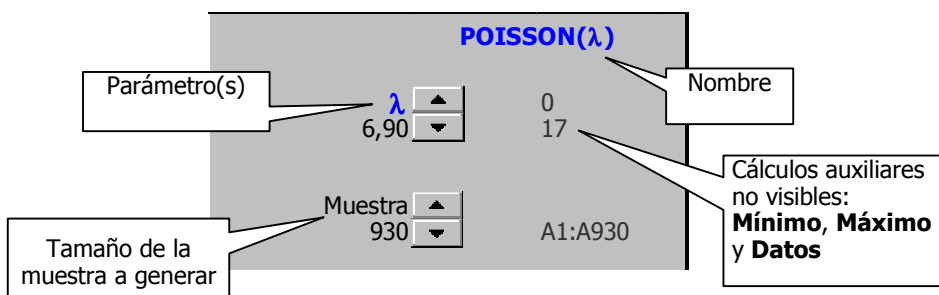 POISSON(λ)
Parámetro(s)
Nombre
λ
0
6,90
17
Cálculos auxiliares
no visibles:
Mínimo, Máximo
y Datos
Muestra
930
A1:A930
Tamaño de la
muestra a generar